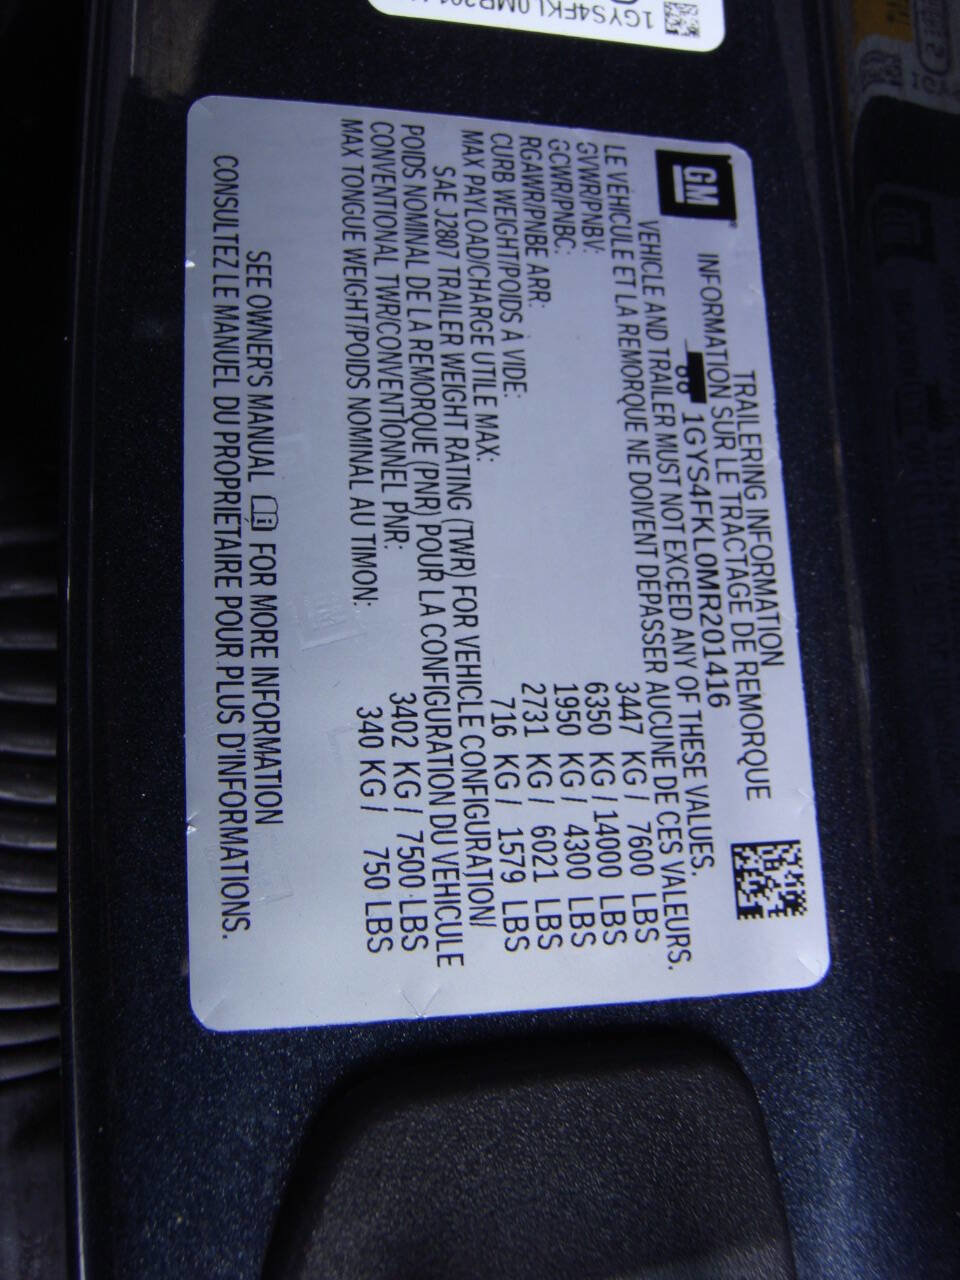 1GYS4FKL0MR2014
GM
TRAILERING INFORMATION
INFORMATION SUR LE TRACTAGE DE REMORQUE
1GYS4FKL0MR201416
VEHICLE AND TRAILER MUST NOT EXCEED ANY OF THESE VALUES.
LE VEHICULE ET LA REMORQUE NE DOIVENT DEPASSER AUCUNE DE CES VALEURS.
GVWR/PNBV: 3447 KG / 7600 LBS
GCWR/PNBC: 6350 KG / 14000 LBS
RGAWR/PNBE ARR: 1950 KG / 4300 LBS
CURB WEIGHT/POIDS À VIDE: 2731 KG / 6021 LBS
MAX PAYLOAD/CHARGE UTILE MAX: 716 KG / 1579 LBS
SAE J2807 TRAILER WEIGHT RATING (TWR) FOR VEHICLE CONFIGURATION/
POIDS NOMINAL DE LA REMORQUE (PNR) POUR LA CONFIGURATION DU VEHICULE
CONVENTIONAL TWR/CONVENTIONNEL PNR: 3402 KG / 7500 LBS
MAX TONGUE WEIGHT/POIDS NOMINAL AU TIMON: 340 KG / 750 LBS
SEE OWNER'S MANUAL FOR MORE INFORMATION
CONSULTEZ LE MANUEL DU PROPRIÉTAIRE POUR PLUS D'INFORMATIONS.